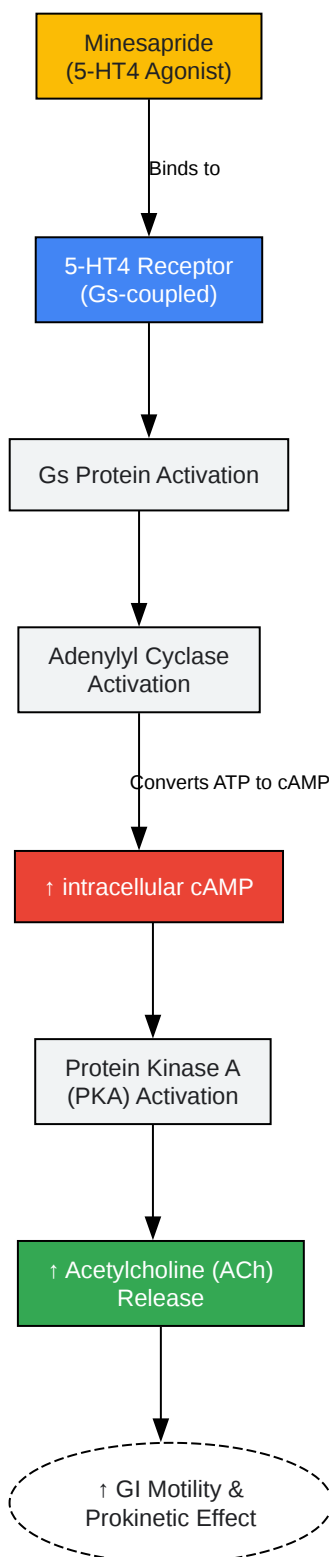 Minesapride
(5-HT4 Agonist)
Binds to
5-HT4 Receptor
(Gs-coupled)
Gs Protein Activation
Adenylyl Cyclase
Activation
Converts ATP to cAMP
↑ intracellular cAMP
Protein Kinase A
(PKA) Activation
↑ Acetylcholine (ACh)
Release
↑ GI Motility &
Prokinetic Effect